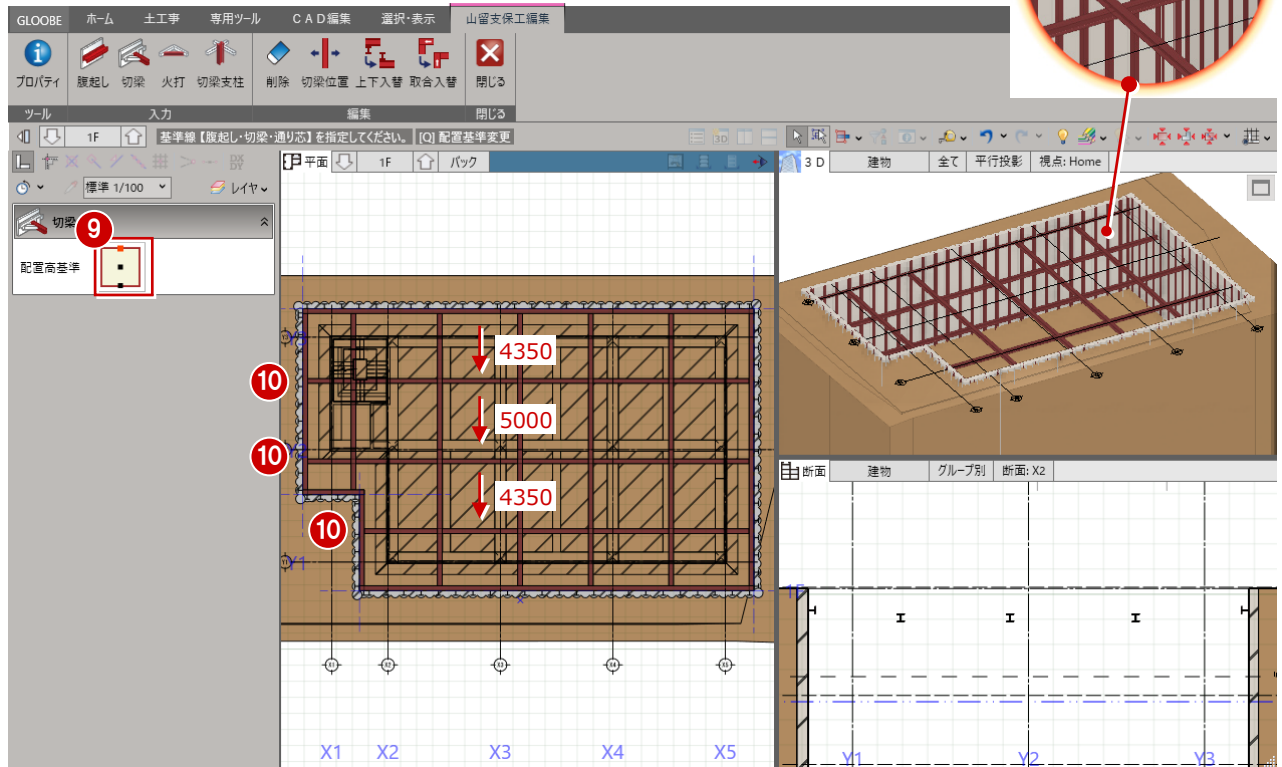 GLOOBE ホーム 土工事 専用ツール CAD編集 選択・表示 山留支保工編集
プロパティ 腹起し 切梁 火打 切梁支柱 削除 切梁位置 上下入替 取合入替 閉じる
ツール 入力 編集 閉じる
1F 基準線【腹起し・切梁・通り芯】を指定してください。 [Q] 配置基準変更
標準 1/100 レイヤ
切梁
9
配置高基準
平面 1F バック
3D 建物 全て 平行投影 視点: Home
4350
10
5000
10
4350
10
Y1
X1 X2 X3 X4 X5
X1 X2 X3 X4 X5
断面 建物 グループ別 断面: X2
1F
Y1 Y2 Y3